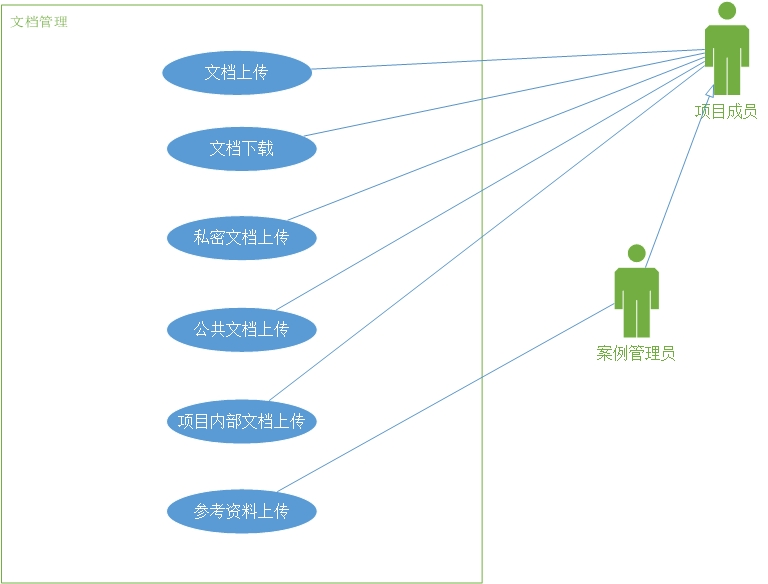 文档管理
文档上传
项目成员
文档下载
私密文档上传
公共文档上传
案例管理员
项目内部文档上传
参考资料上传